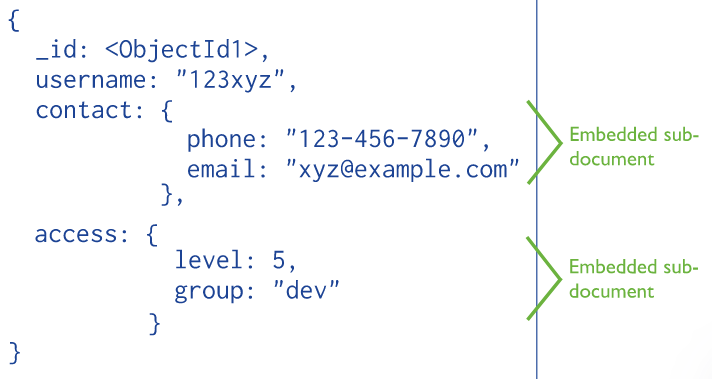 {
_id: <ObjectId1>,
username: "123xyz",
contact: {
phone: "123-456-7890",
email: "xyz@example.com"
},
Embedded sub-
document
access: {
level: 5,
group: "dev"
}
Embedded sub-
document
}